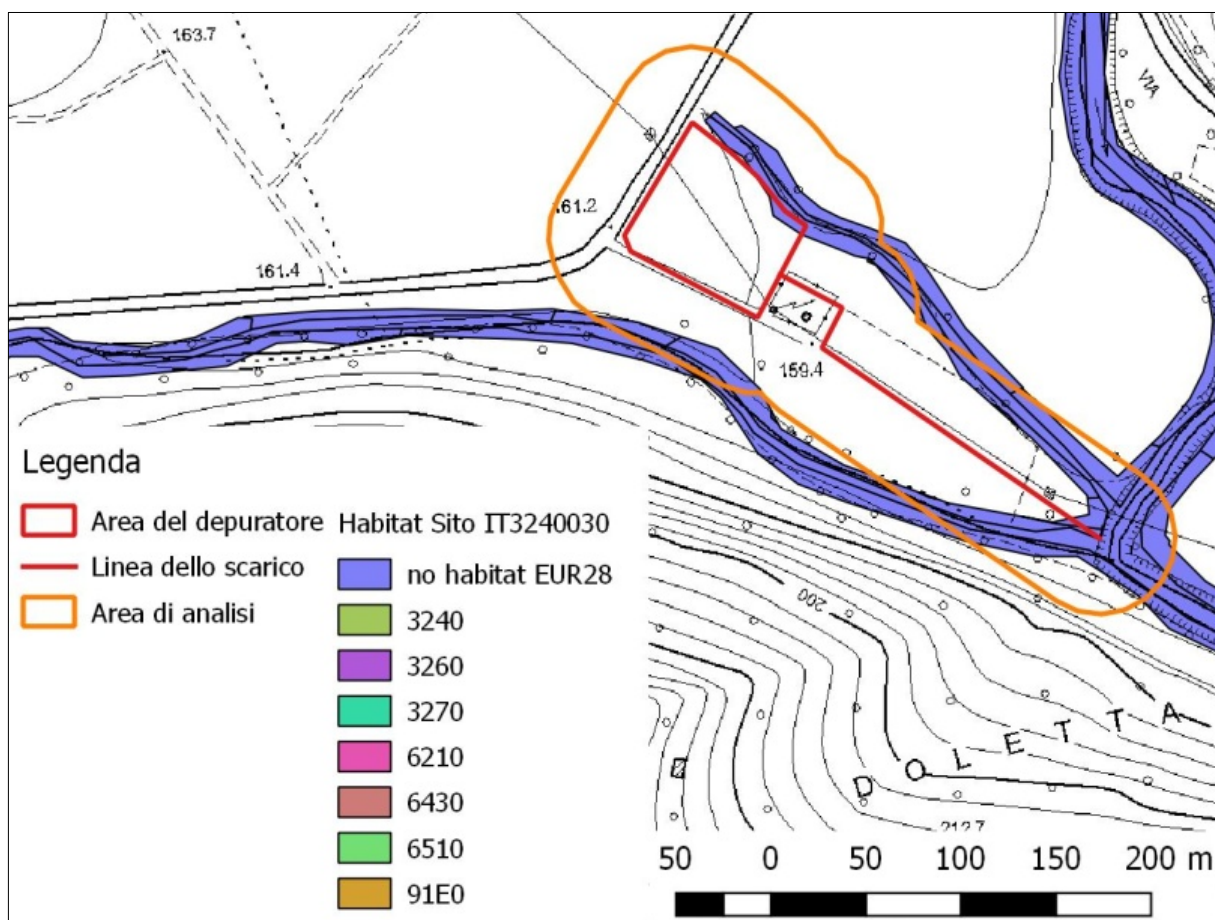 163.7
VIA
161.2
161.4
159.4
Legenda
Area del depuratore
Linea dello scarico
Area di analisi
Habitat Sito IT3240030
no habitat EUR28
3240
3260
3270
6210
6430
6510
91E0
200
DOLETTA
212.7
50 0 50 100 150 200 m